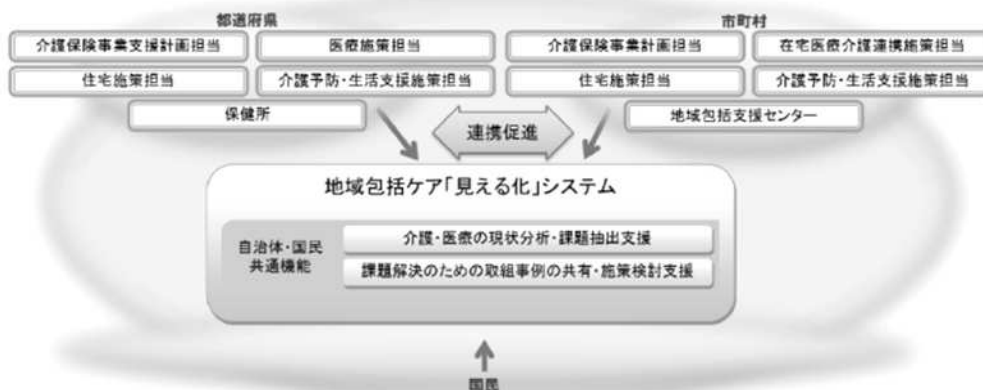 都道府県
市町村
介護保険事業支援計画担当
医療施策担当
介護保険事業計画担当
在宅医療介護連携施策担当
住宅施策担当
介護予防・生活支援施策担当
住宅施策担当
介護予防・生活支援施策担当
保健所
地域包括支援センター
連携促進
地域包括ケア「見える化」システム
自治体・国民
共通機能
介護・医療の現状分析・課題抽出支援
課題解決のための取組事例の共有・施策検討支援
国民